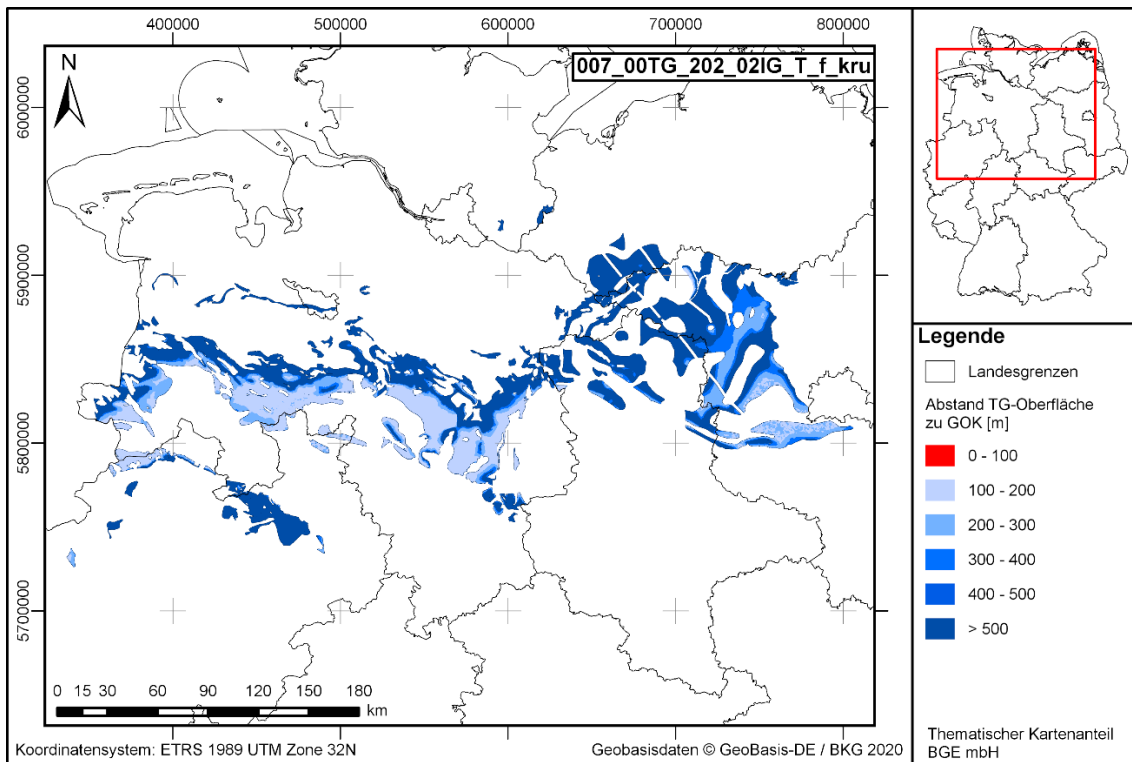 400000 500000 600000 700000 800000
N
007_00TG_202_02IG_T_f_kru
6000000
5900000
5800000
5700000
0 15 30 60 90 120 150 180
km
Koordinatensystem: ETRS 1989 UTM Zone 32N
Geobasisdaten © GeoBasis-DE / BKG 2020
Legende
Landesgrenzen
Abstand TG-Oberfläche
zu GOK [m]
0 - 100
100 - 200
200 - 300
300 - 400
400 - 500
> 500
Thematischer Kartenanteil
BGE mbH